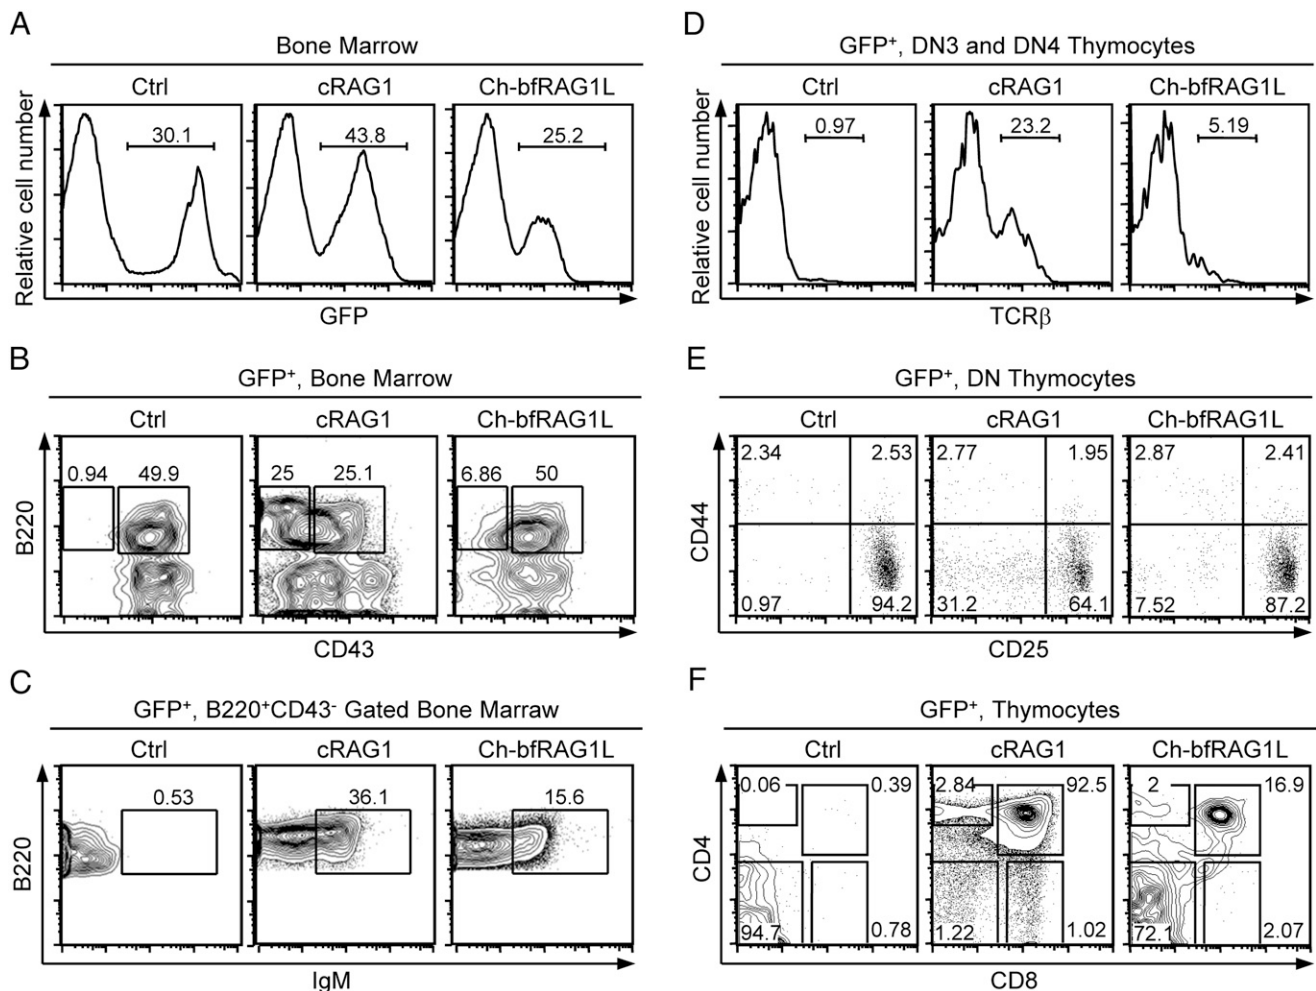 A
Bone Marrow
Ctrl
cRAG1
Ch-bfRAG1L
30.1
43.8
25.2
Relative cell number
GFP
B
GFP⁺, Bone Marrow
Ctrl
cRAG1
Ch-bfRAG1L
0.94
49.9
25
25.1
6.86
50
B220
CD43
C
GFP⁺, B220⁺CD43⁻ Gated Bone Marraw
Ctrl
cRAG1
Ch-bfRAG1L
0.53
36.1
15.6
B220
IgM
D
GFP⁺, DN3 and DN4 Thymocytes
Ctrl
cRAG1
Ch-bfRAG1L
0.97
23.2
5.19
Relative cell number
TCRβ
E
GFP⁺, DN Thymocytes
Ctrl
cRAG1
Ch-bfRAG1L
2.34
2.53
2.77
1.95
2.87
2.41
CD44
0.97
94.2
31.2
64.1
7.52
87.2
CD25
F
GFP⁺, Thymocytes
Ctrl
cRAG1
Ch-bfRAG1L
0.06
0.39
2.84
92.5
2
16.9
CD4
94.7
0.78
1.22
1.02
72.1
2.07
CD8